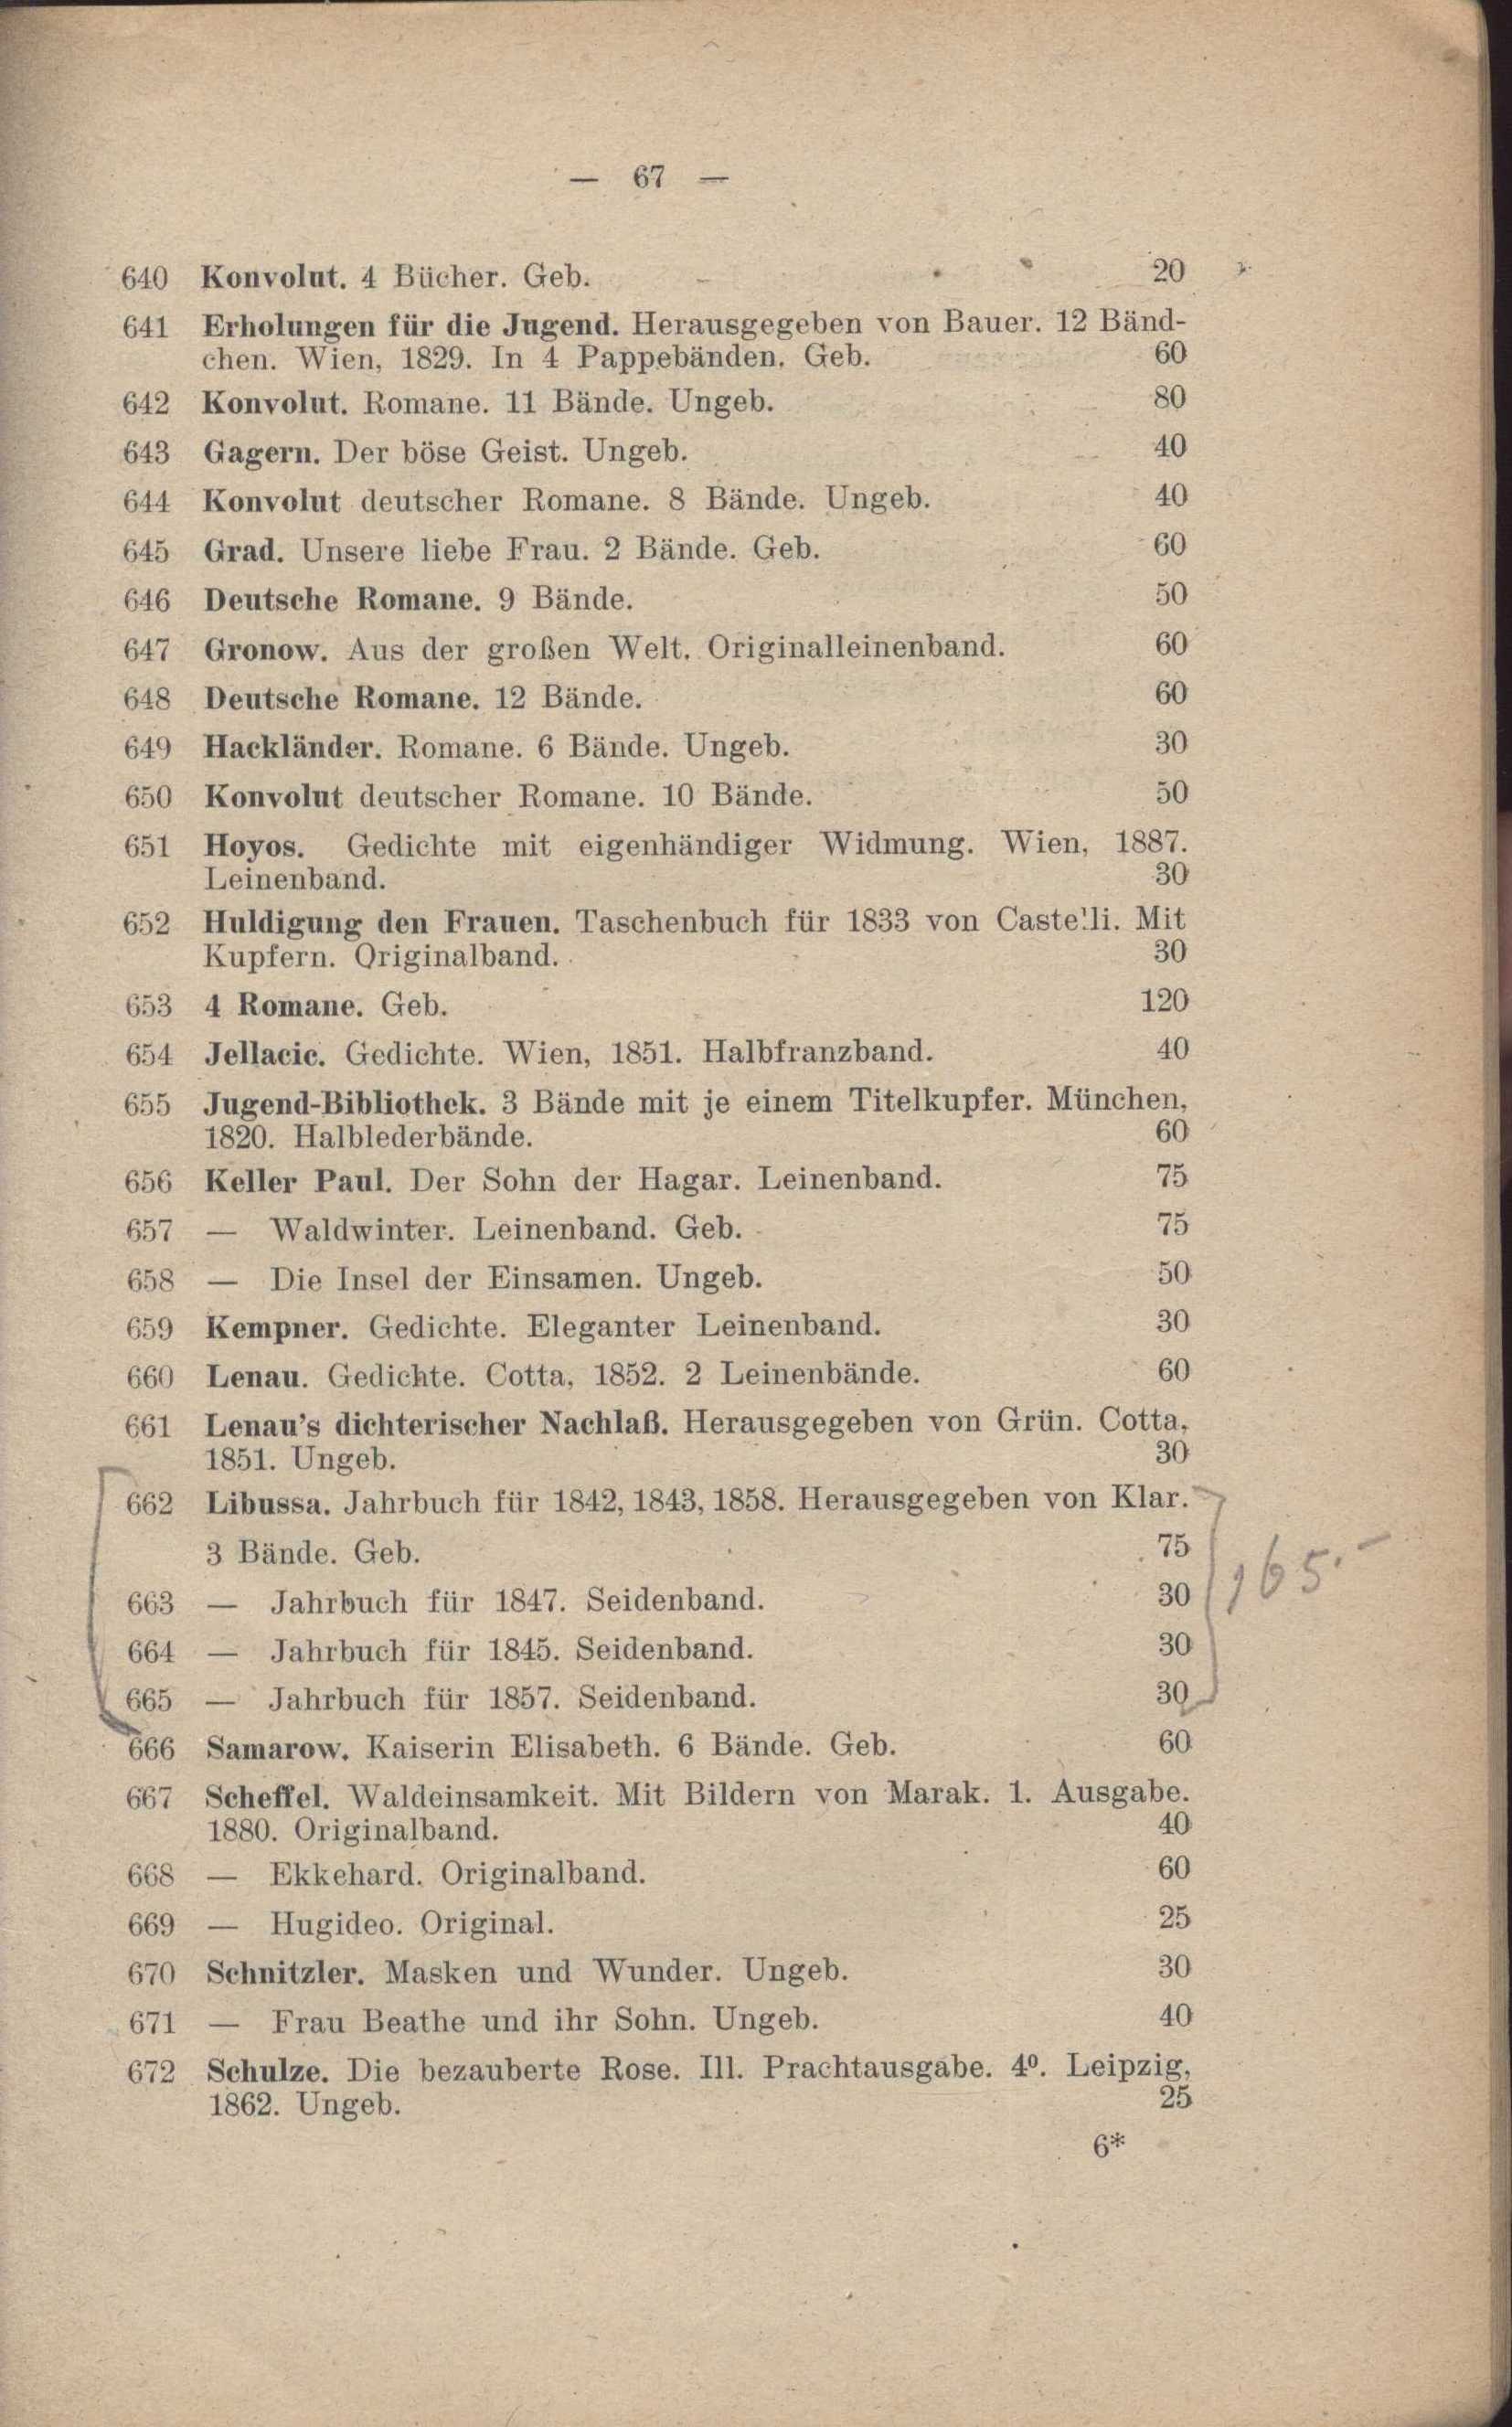 — 67 —
640 Konvolut. 4 Bücher. Geb. 20
641 Erholungen für die Jugend. Herausgegeben von Bauer. 12 Bänd-
chen. Wien, 1829. In 4 Pappebänden. Geb. 60
642 Konvolut. Romane. 11 Bände. Ungeb. 80
643 Gagern. Der böse Geist. Ungeb. 40
644 Konvolut deutscher Romane. 8 Bände. Ungeb. 40
645 Grad. Unsere liebe Frau. 2 Bände. Geb. 60
646 Deutsche Romane. 9 Bände. 50
647 Gronow. Aus der großen Welt. Originalleinenband. 60
648 Deutsche Romane. 12 Bände. 60
649 Hackländer. Romane. 6 Bände. Ungeb. 30
650 Konvolut deutscher Romane. 10 Bände. 50
651 Hoyos. Gedichte mit eigenhändiger Widmung. Wien, 1887.
Leinenband. 30
652 Huldigung den Frauen. Taschenbuch für 1833 von Caste'li. Mit
Kupfern. Originalband. 30
653 4 Romane. Geb. 120
654 Jellacic. Gedichte. Wien, 1851. Halbfranzband. 40
655 Jugend-Bibliothek. 3 Bände mit je einem Titelkupfer. München,
1820. Halblederbände. 60
656 Keller Paul. Der Sohn der Hagar. Leinenband. 75
657 — Waldwinter. Leinenband. Geb. 75
658 — Die Insel der Einsamen. Ungeb. 50
659 Kempner. Gedichte. Eleganter Leinenband. 30
660 Lenau. Gedichte. Cotta, 1852. 2 Leinenbände. 60
661 Lenau's dichterischer Nachlaß. Herausgegeben von Grün. Cotta,
1851. Ungeb. 30
662 Libussa. Jahrbuch für 1842, 1843, 1858. Herausgegeben von Klar.
3 Bände. Geb. 75
165.—
663 — Jahrbuch für 1847. Seidenband. 30
664 — Jahrbuch für 1845. Seidenband. 30
665 — Jahrbuch für 1857. Seidenband. 30
666 Samarow. Kaiserin Elisabeth. 6 Bände. Geb. 60
667 Scheffel. Waldeinsamkeit. Mit Bildern von Marak. 1. Ausgabe.
1880. Originalband. 40
668 — Ekkehard. Originalband. 60
669 — Hugideo. Original. 25
670 Schnitzler. Masken und Wunder. Ungeb. 30
671 — Frau Beathe und ihr Sohn. Ungeb. 40
672 Schulze. Die bezauberte Rose. Ill. Prachtausgabe. 4⁰. Leipzig,
1862. Ungeb. 25
6*